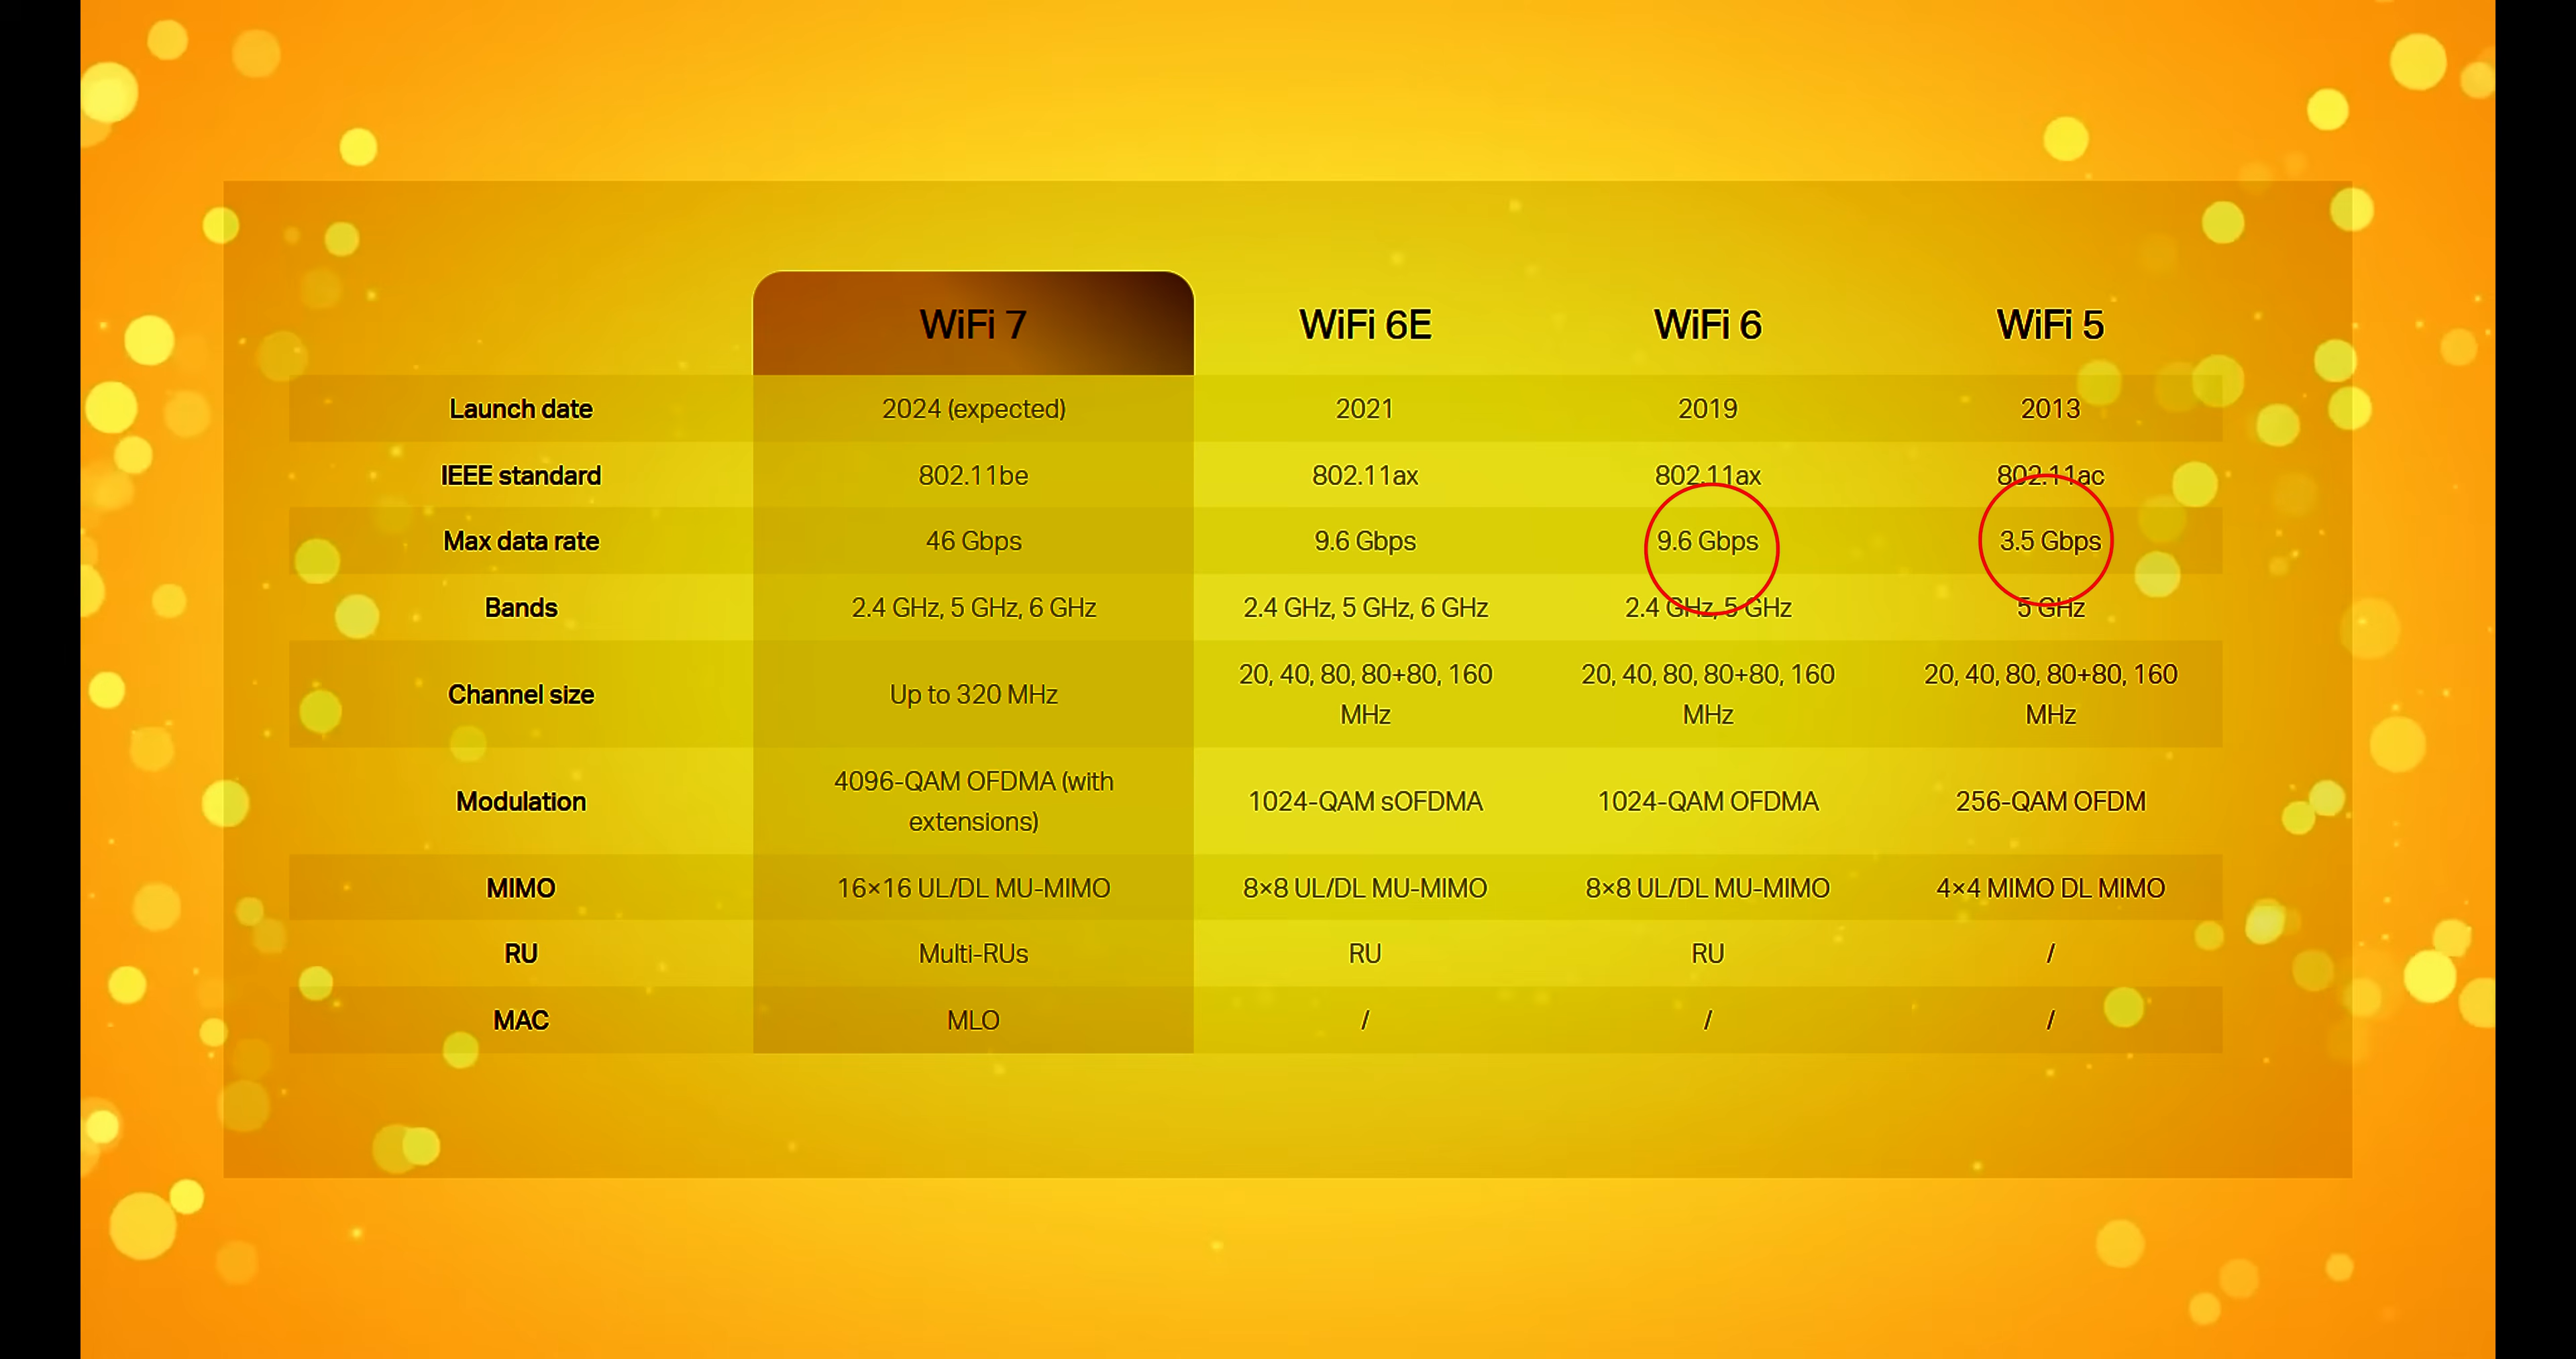 WiFi 7 WiFi 6E WiFi 6 WiFi 5
Launch date 2024 (expected) 2021 2019 2013
IEEE standard 802.11be 802.11ax 802.11ax 802.11ac
Max data rate 46 Gbps 9.6 Gbps 9.6 Gbps 3.5 Gbps
Bands 2.4 GHz, 5 GHz, 6 GHz 2.4 GHz, 5 GHz, 6 GHz 2.4 GHz, 5 GHz 5 GHz
Channel size Up to 320 MHz 20, 40, 80, 80+80, 160 MHz 20, 40, 80, 80+80, 160 MHz 20, 40, 80, 80+80, 160 MHz
Modulation 4096-QAM OFDMA (with extensions) 1024-QAM sOFDMA 1024-QAM OFDMA 256-QAM OFDM
MIMO 16×16 UL/DL MU-MIMO 8×8 UL/DL MU-MIMO 8×8 UL/DL MU-MIMO 4×4 MIMO DL MIMO
RU Multi-RUs RU RU /
MAC MLO / / /